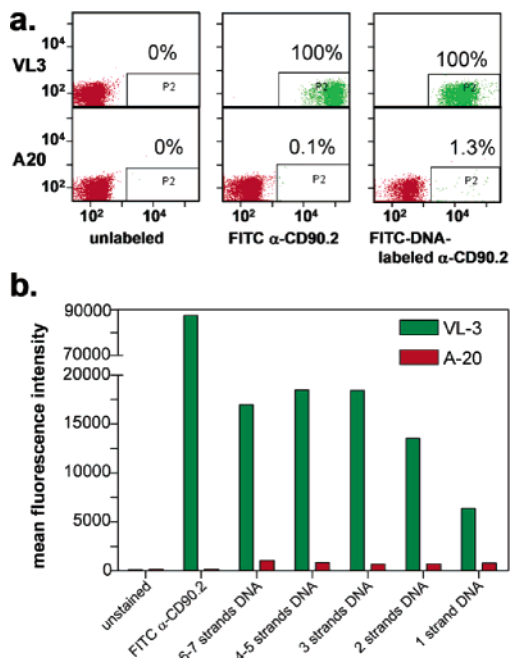 a.
0%
100%
100%
10⁴
VL3
10²
P2
P2
P2
0%
0.1%
1.3%
10⁴
A20
10²
P2
P2
P2
10² 10⁴
10² 10⁴
10² 10⁴
unlabeled
FITC α-CD90.2
FITC-DNA-
labeled α-CD90.2
b.
mean fluorescence intensity
90000
70000
20000
15000
10000
5000
0
VL-3
A-20
unstained
FITC α-CD90.2
6-7 strands DNA
4-5 strands DNA
3 strands DNA
2 strands DNA
1 strand DNA